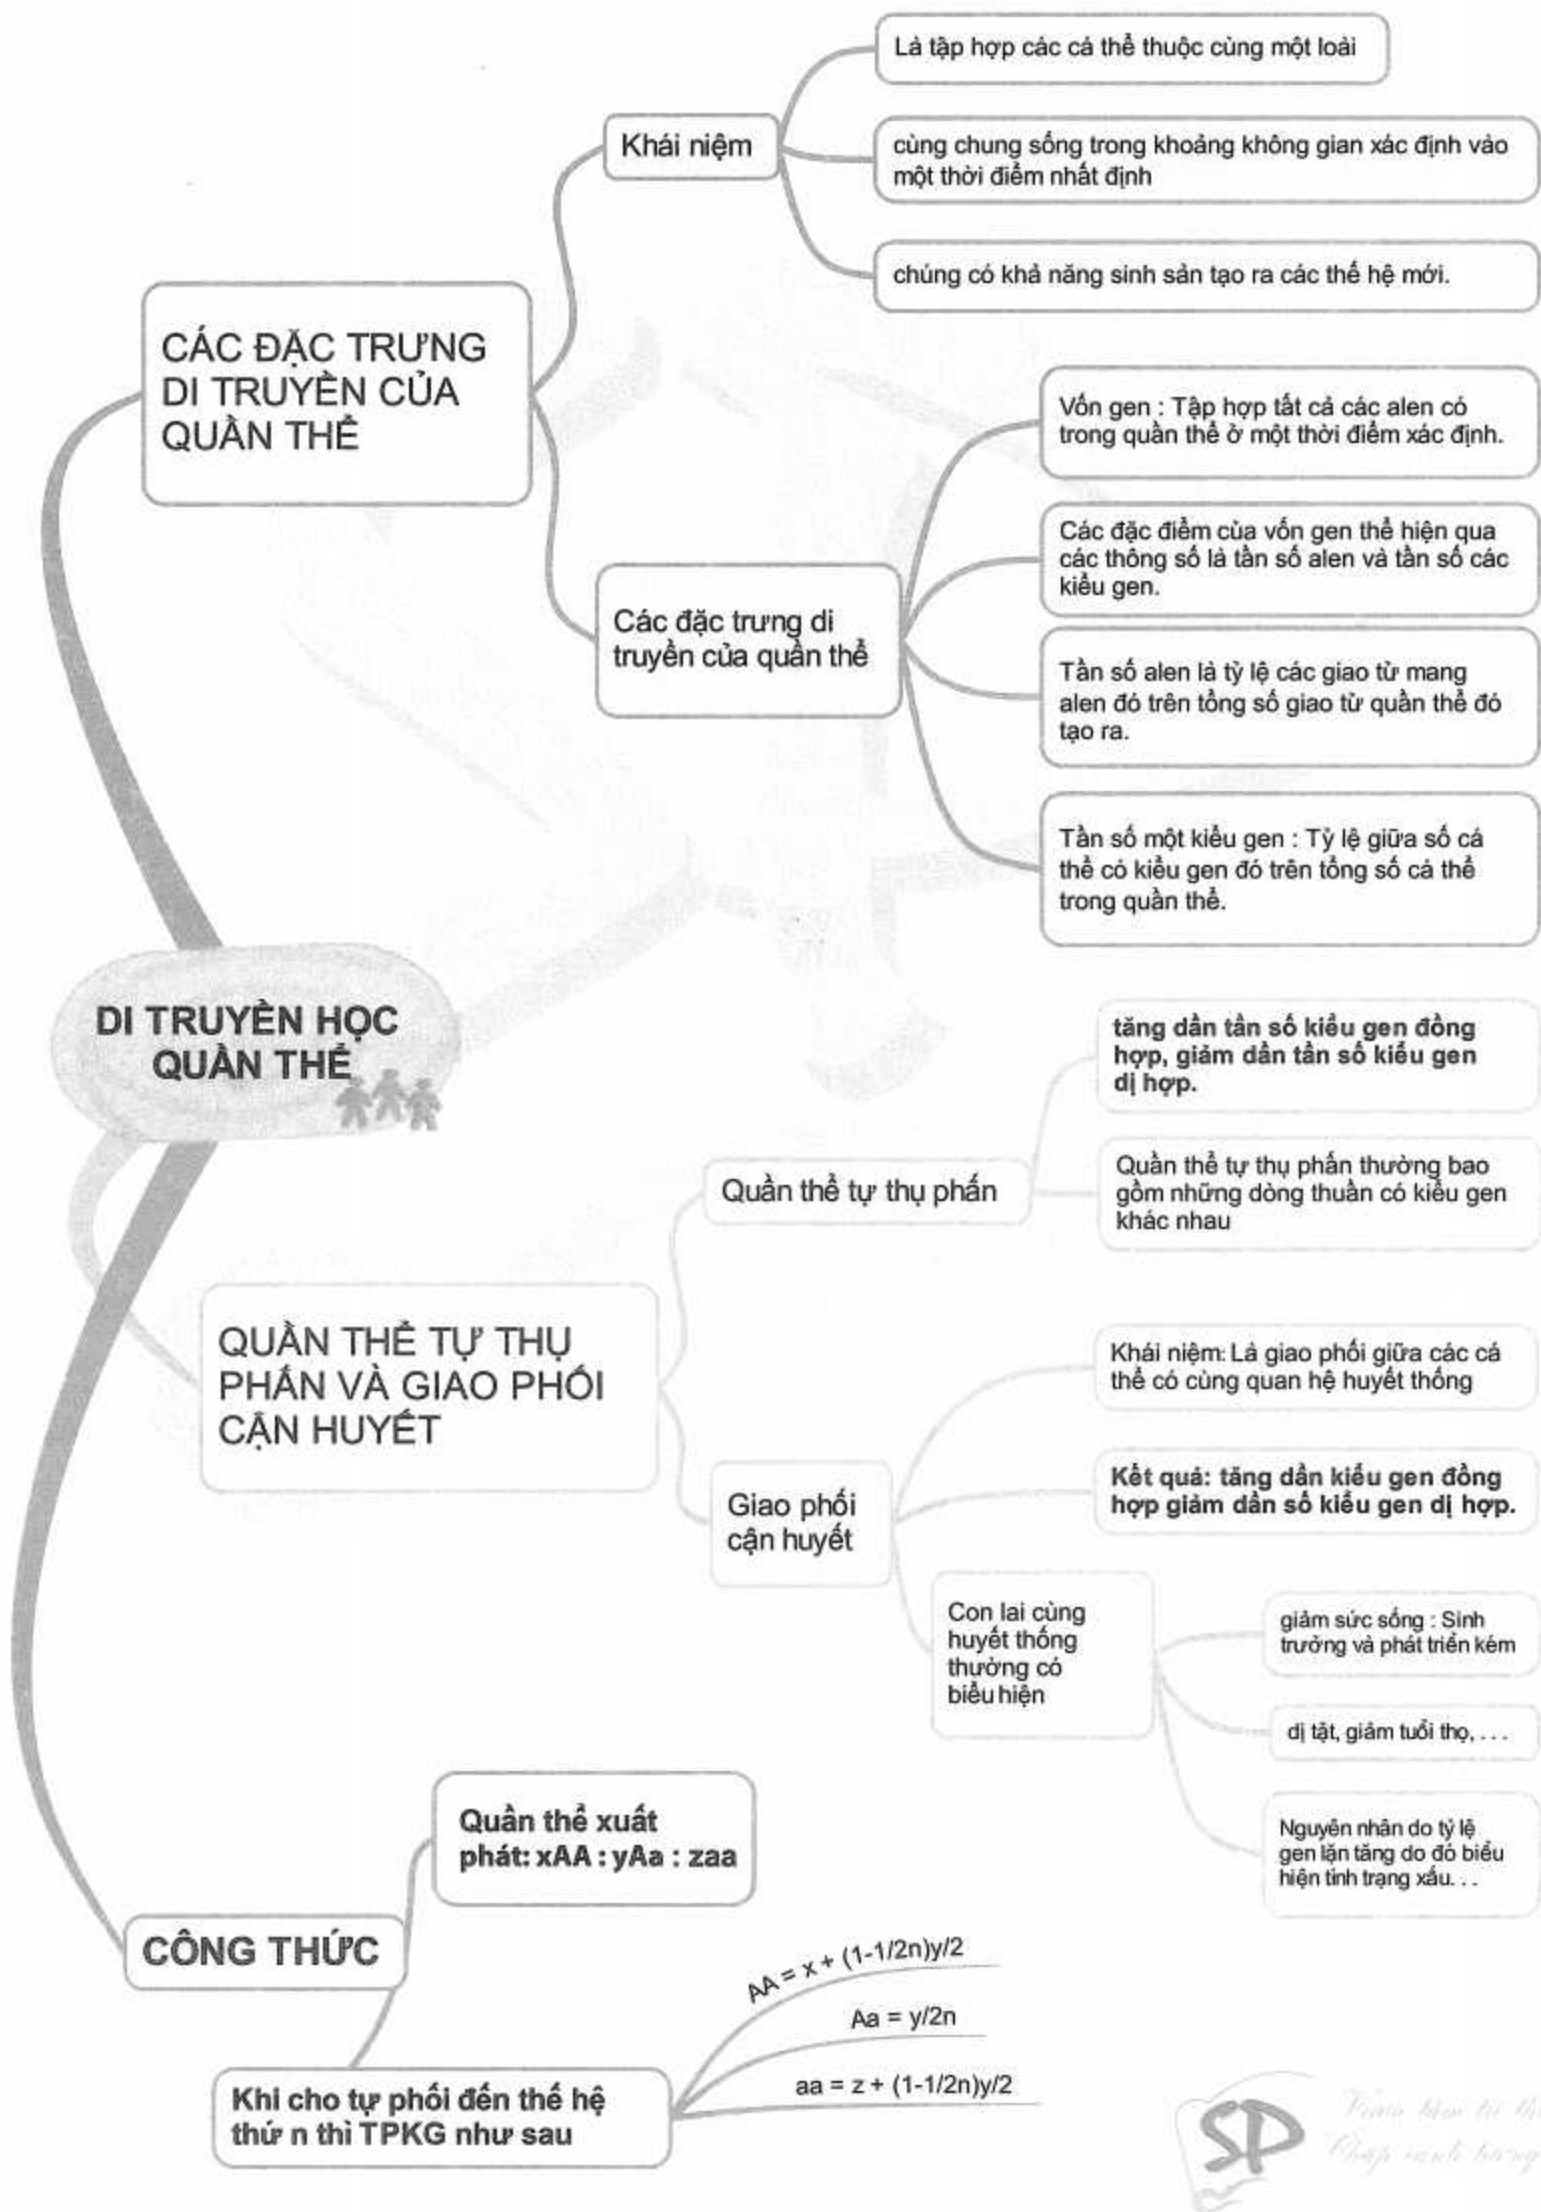 Là tập hợp các cá thể thuộc cùng một loài
Khái niệm
cùng chung sống trong khoảng không gian xác định vào
một thời điểm nhất định
chúng có khả năng sinh sản tạo ra các thế hệ mới.
CÁC ĐẶC TRƯNG
DI TRUYỀN CỦA
QUẦN THỂ
Vốn gen : Tập hợp tất cả các alen có
trong quần thể ở một thời điểm xác định.
Các đặc điểm của vốn gen thể hiện qua
các thông số là tần số alen và tần số các
kiểu gen.
Các đặc trưng di
truyền của quần thể
Tần số alen là tỷ lệ các giao tử mang
alen đó trên tổng số giao tử quần thể đó
tạo ra.
Tần số một kiểu gen : Tỷ lệ giữa số cá
thể có kiểu gen đó trên tổng số cá thể
trong quần thể.
DI TRUYỀN HỌC
QUẦN THỂ
tăng dần tần số kiểu gen đồng
hợp, giảm dần tần số kiểu gen
dị hợp.
Quần thể tự thụ phấn
Quần thể tự thụ phấn thường bao
gồm những dòng thuần có kiểu gen
khác nhau
QUẦN THỂ TỰ THỤ
PHẤN VÀ GIAO PHỐI
CẬN HUYẾT
Khái niệm: Là giao phối giữa các cá
thể có cùng quan hệ huyết thống
Kết quả: tăng dần kiểu gen đồng
hợp giảm dần số kiểu gen dị hợp.
Giao phối
cận huyết
Con lai cùng
huyết thống
thường có
biểu hiện
giảm sức sống : Sinh
trưởng và phát triển kém
dị tật, giảm tuổi thọ, . . .
Nguyên nhân do tỷ lệ
gen lặn tăng do đó biểu
hiện tính trạng xấu. . .
Quần thể xuất
phát: xAA : yAa : zaa
CÔNG THỨC
AA = x + (1-1/2n)y/2
Aa = y/2n
aa = z + (1-1/2n)y/2
Khi cho tự phối đến thế hệ
thứ n thì TPKG như sau
SP